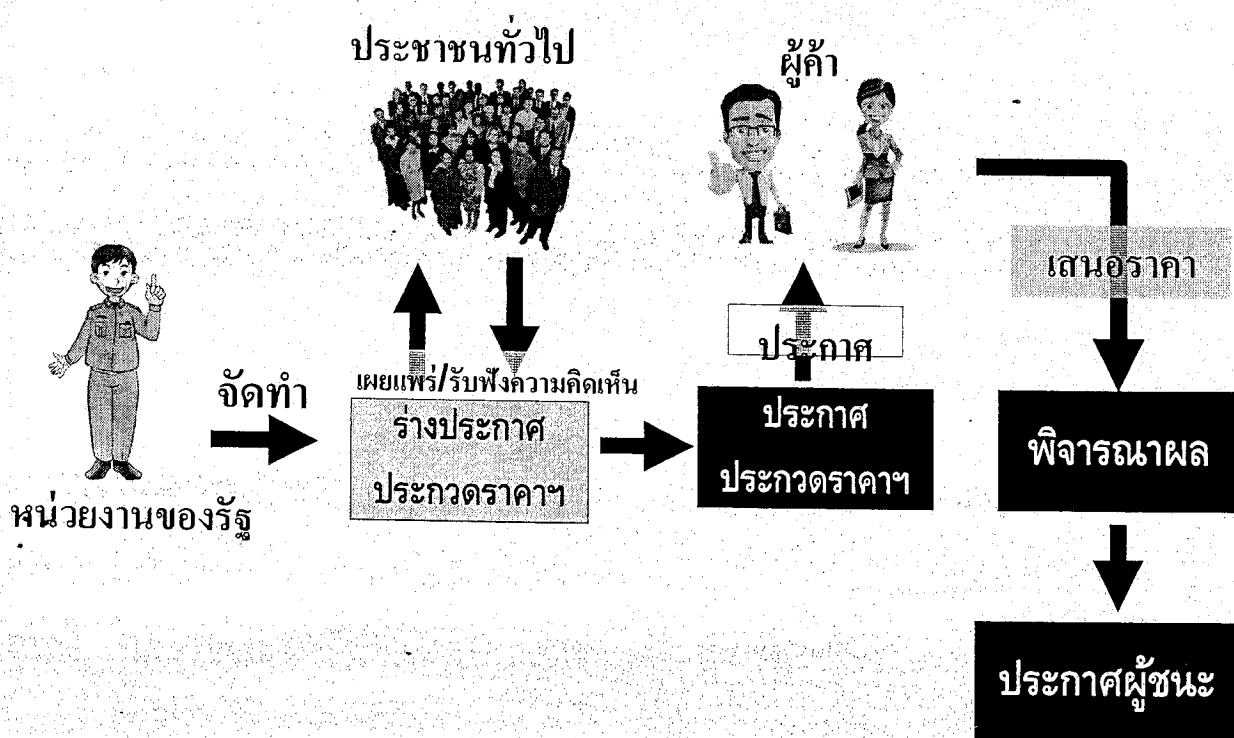 ประชาชนทั่วไป
ผู้ค้า
เสนอราคา
ประกาศ
จัดทำ
เผยแพร่/รับฟังความคิดเห็น
ร่างประกาศ
ประกวดราคาฯ
ประกาศ
ประกวดราคาฯ
พิจารณาผล
หน่วยงานของรัฐ
ประกาศผู้ชนะ